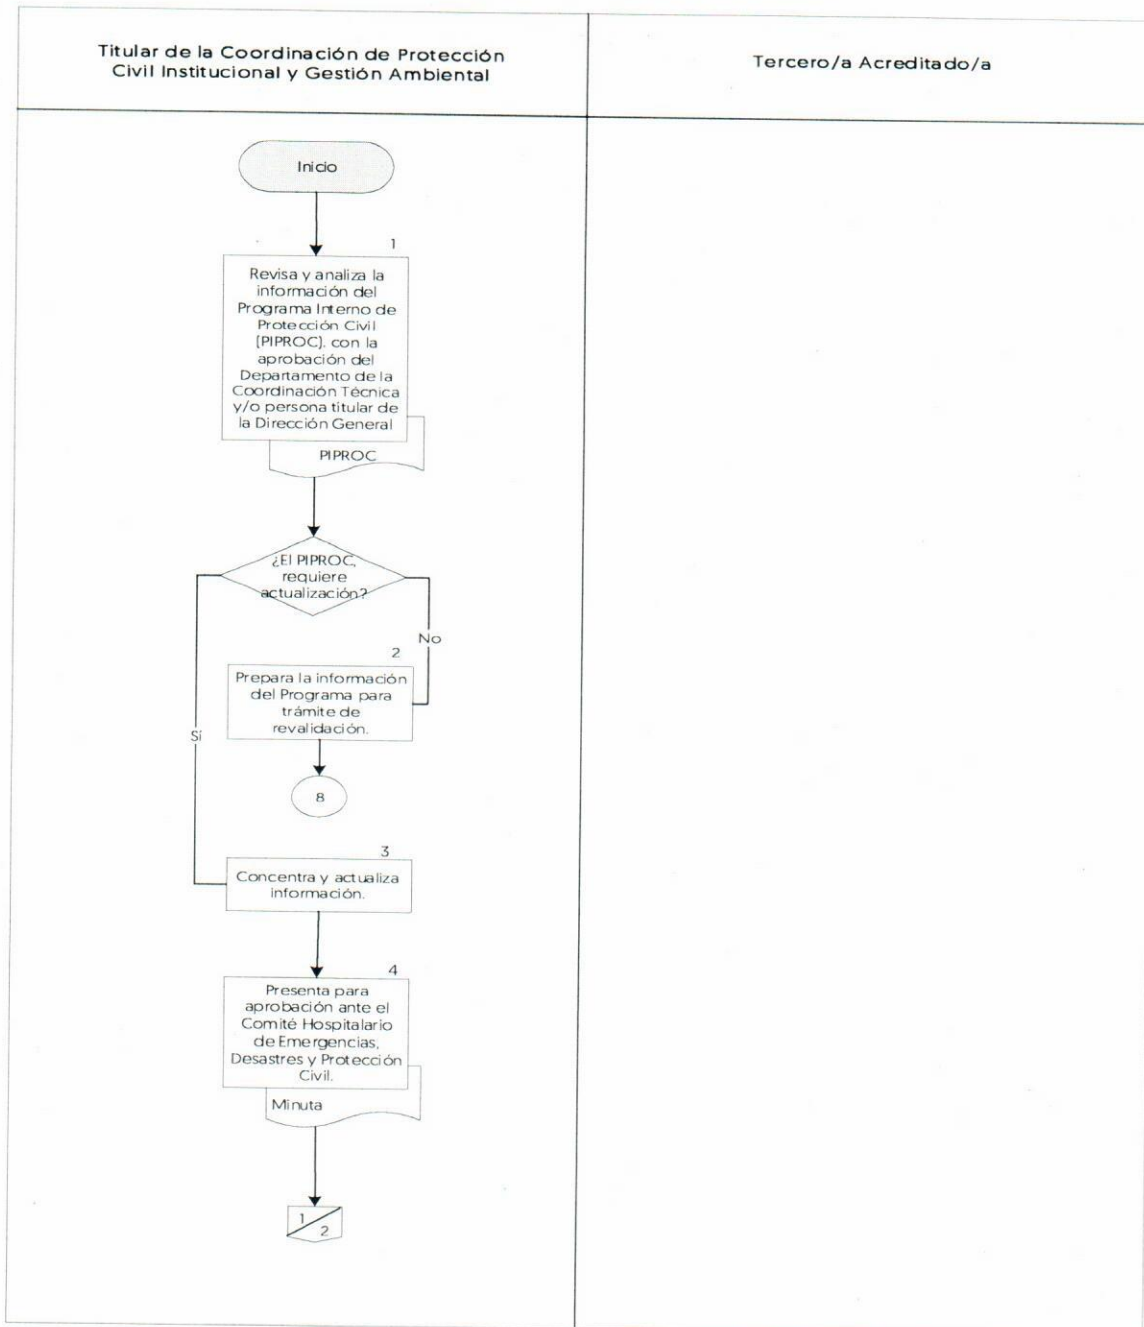 Titular de la Coordinación de Protección
Civil Institucional y Gestión Ambiental
Tercero/a Acreditado/a
Inicio
1
Revisa y analiza la
información del
Programa Interno de
Protección Civil
(PIPROC), con la
aprobación del
Departamento de la
Coordinación Técnica
y/o persona titular de
la Dirección General
PIPROC
¿El PIPROC,
requiere
actualización?
No
2
Prepara la información
del Programa para
trámite de
revalidación.
Sí
8
3
Concentra y actualiza
información.
4
Presenta para
aprobación ante el
Comité Hospitalario
de Emergencias,
Desastres y Protección
Civil.
Minuta
1
2